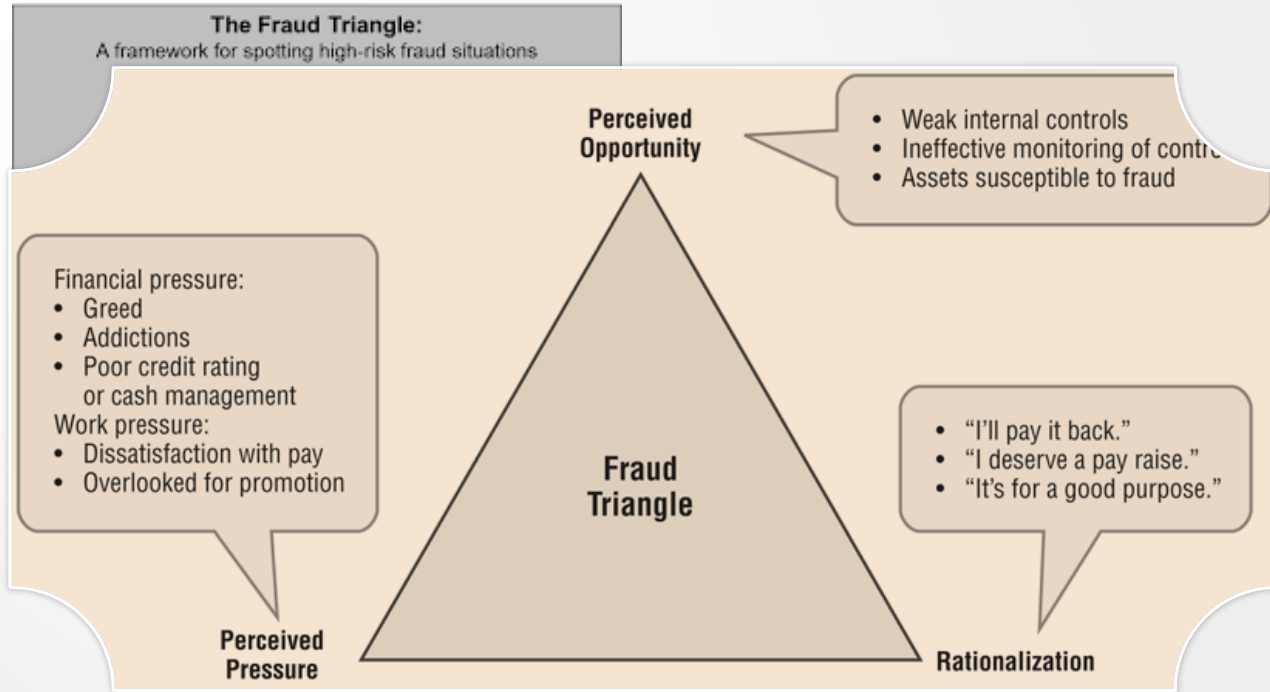 The Fraud Triangle:
A framework for spotting high-risk fraud situations
Perceived
Opportunity
• Weak internal controls
• Ineffective monitoring of
• Assets susceptible to fraud
Financial pressure:
• Greed
• Addictions
• Poor credit rating
or cash management
Work pressure:
• Dissatisfaction with pay
• Overlooked for promotion
• “I’ll pay it back.”
• “I deserve a pay raise.”
• “It’s for a good purpose.”
Fraud
Triangle
Perceived
Pressure
Rationalization